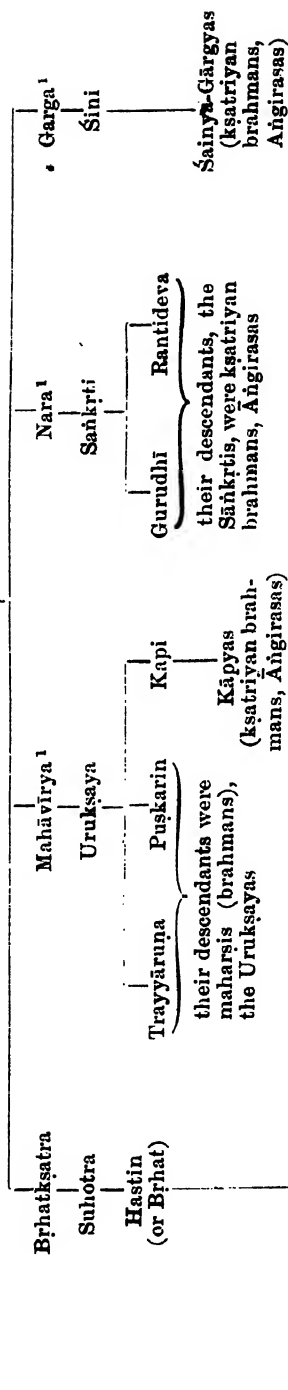 Bṛhatkṣatra Mahāvīrya¹ Nara¹ Garga¹
Suhotra Urukṣaya Saṅkṛti Śini
Hastin
(or Bṛhat)
Trayyāruṇa Puṣkarin Kapi Gurudhī Rantideva
their descendants were
maharṣis (brahmans),
the Urukṣayas
Kāpyas
(kṣatriyan brah-
mans, Āṅgirasas)
their descendants, the
Sāṅkṛtis, were kṣatriyan
brahmans, Āṅgirasas
Śainya-Gārgyas
(kṣatriyan
brahmans,
Āṅgirasas